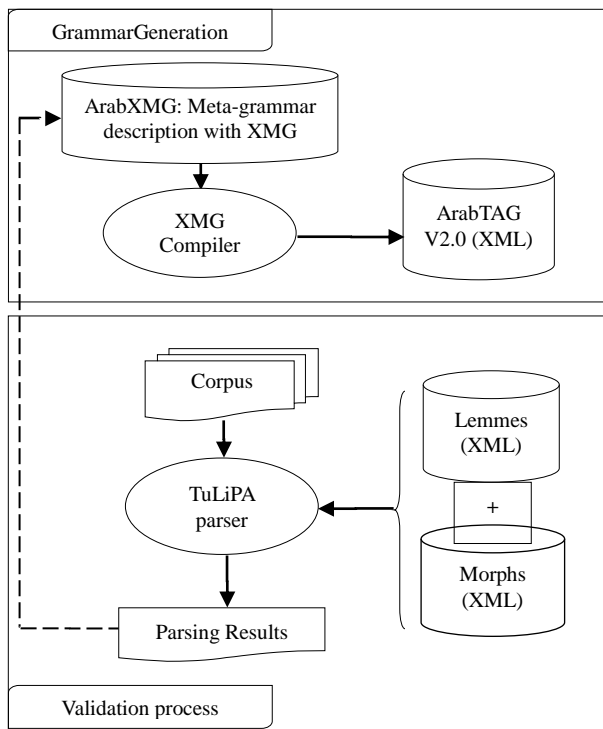 GrammarGeneration
ArabXMG: Meta-grammar
description with XMG
XMG
Compiler
ArabTAG
V2.0 (XML)
Corpus
TuLiPA
parser
Lemmes
(XML)
+
Morphs
(XML)
Parsing Results
Validation process